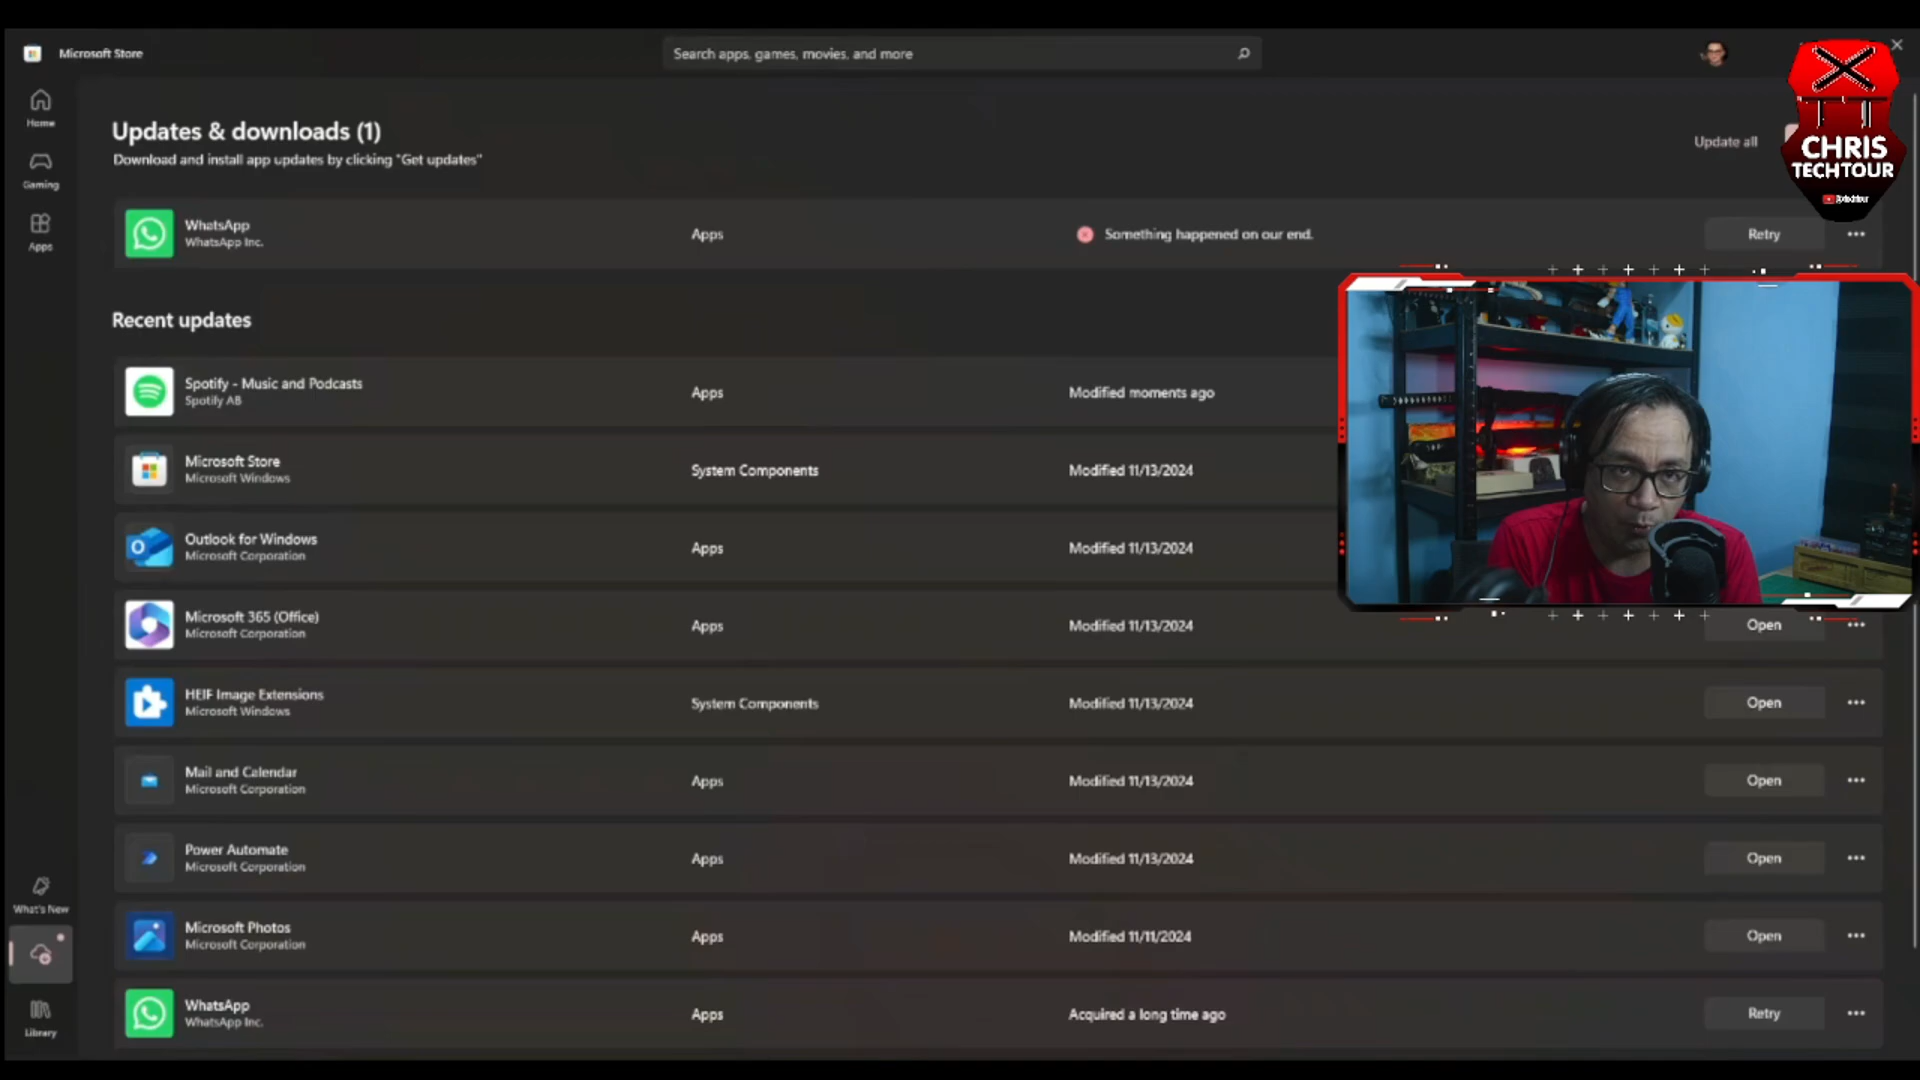 Microsoft Store
Search apps, games, movies, and more
Home
Gaming
Apps
Updates & downloads (1)
Download and install app updates by clicking "Get updates"
Update all
CHRIS
TECHTOUR
WhatsApp
WhatsApp Inc.
Apps
Something happened on our end.
Retry
Recent updates
Spotify - Music and Podcasts
Spotify AB
Apps
Modified moments ago
Microsoft Store
Microsoft Windows
System Components
Modified 11/13/2024
Outlook for Windows
Microsoft Corporation
Apps
Modified 11/13/2024
Microsoft 365 (Office)
Microsoft Corporation
Apps
Modified 11/13/2024
Open
HEIF Image Extensions
Microsoft Windows
System Components
Modified 11/13/2024
Open
Mail and Calendar
Microsoft Corporation
Apps
Modified 11/13/2024
Open
Power Automate
Microsoft Corporation
Apps
Modified 11/13/2024
Open
Microsoft Photos
Microsoft Corporation
Apps
Modified 11/11/2024
Open
WhatsApp
WhatsApp Inc.
Apps
Acquired a long time ago
Retry
What's New
Library